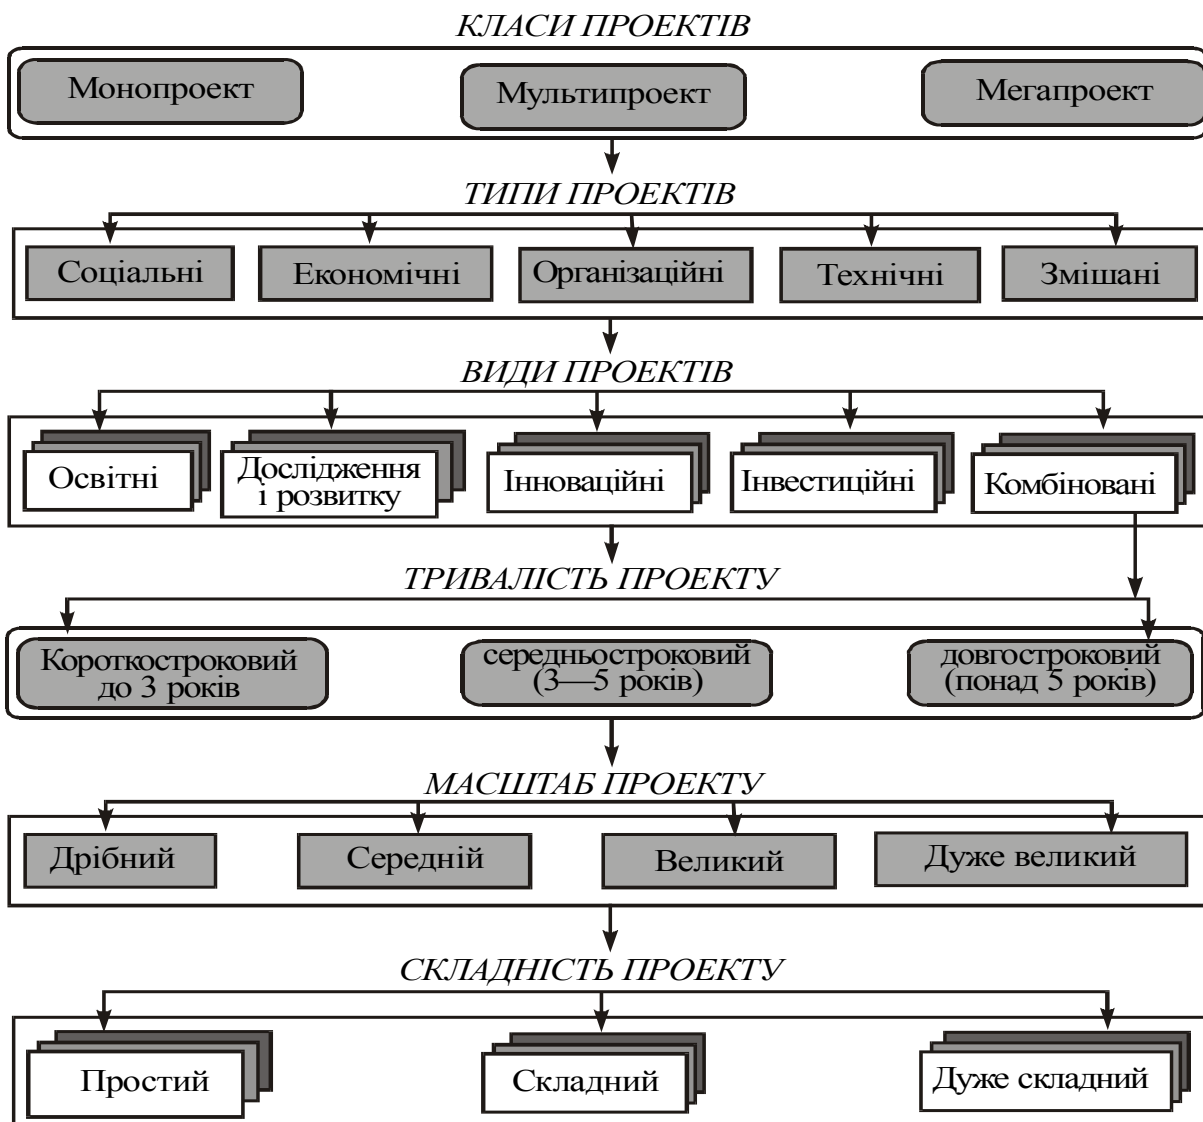 КЛАСИ ПРОЕКТІВ
Монопроект
Мультипроект
Мегапроект
ТИПИ ПРОЕКТІВ
Соціальні
Економічні
Організаційні
Технічні
Змішані
ВИДИ ПРОЕКТІВ
Освітні
Дослідження
і розвитку
Інноваційні
Інвестиційні
Комбіновані
ТРИВАЛІСТЬ ПРОЕКТУ
Короткостроковий
до 3 років
середньостроковий
(3—5 років)
довгостроковий
(понад 5 років)
МАСШТАБ ПРОЕКТУ
Дрібний
Середній
Великий
Дуже великий
СКЛАДНІСТЬ ПРОЕКТУ
Простий
Складний
Дуже складний